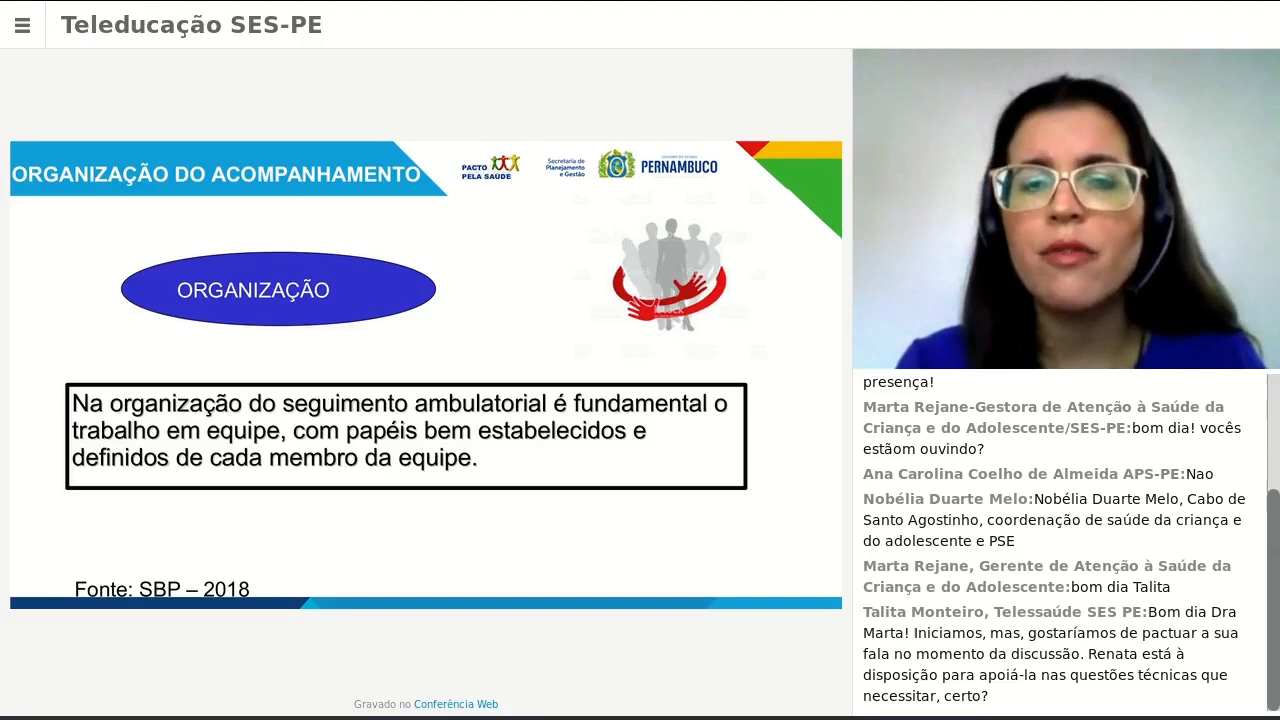 Teleducação SES-PE
ORGANIZAÇÃO DO ACOMPANHAMENTO
PACTO
PELA SAÚDE
Secretaria de
Planejamento
e Gestão
PERNAMBUCO
ORGANIZAÇÃO
Na organização do seguimento ambulatorial é fundamental o
trabalho em equipe, com papéis bem estabelecidos e
definidos de cada membro da equipe.
Fonte: SBP – 2018
Gravado no Conferência Web
presença!
Marta Rejane-Gestora de Atenção à Saúde da
Criança e do Adolescente/SES-PE:bom dia! vocês
estãom ouvindo?
Ana Carolina Coelho de Almeida APS-PE:Nao
Nobélia Duarte Melo:Nobélia Duarte Melo, Cabo de
Santo Agostinho, coordenação de saúde da criança e
do adolescente e PSE
Marta Rejane, Gerente de Atenção à Saúde da
Criança e do Adolescente:bom dia Talita
Talita Monteiro, Telessaúde SES PE:Bom dia Dra
Marta! Iniciamos, mas, gostaríamos de pactuar a sua
fala no momento da discussão. Renata está à
disposição para apoiá-la nas questões técnicas que
necessitar, certo?